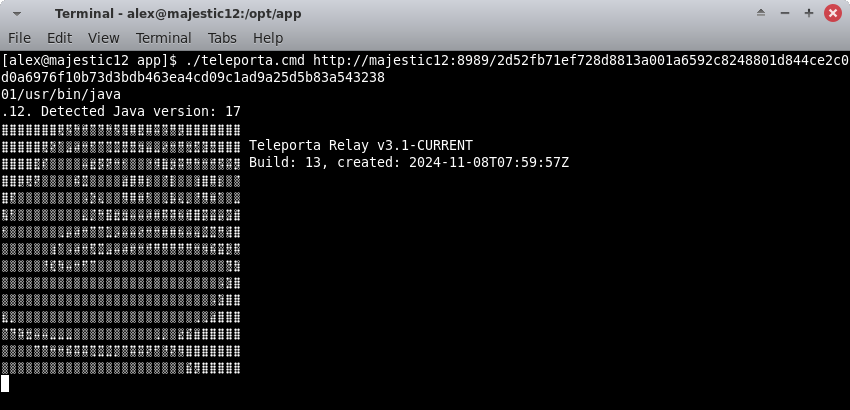 Terminal - alex@majestic12:/opt/app
File Edit View Terminal Tabs Help
[alex@majestic12 app]$ ./teleporta.cmd http://majestic12:8989/2d52fb71ef728d8813a001a6592c8248801d844ce2c0
d0a6976f10b73d3bdb463ea4cd09c1ad9a25d5b83a543238
01/usr/bin/java
.12. Detected Java version: 17
Teleporta Relay v3.1-CURRENT
Build: 13, created: 2024-11-08T07:59:57Z